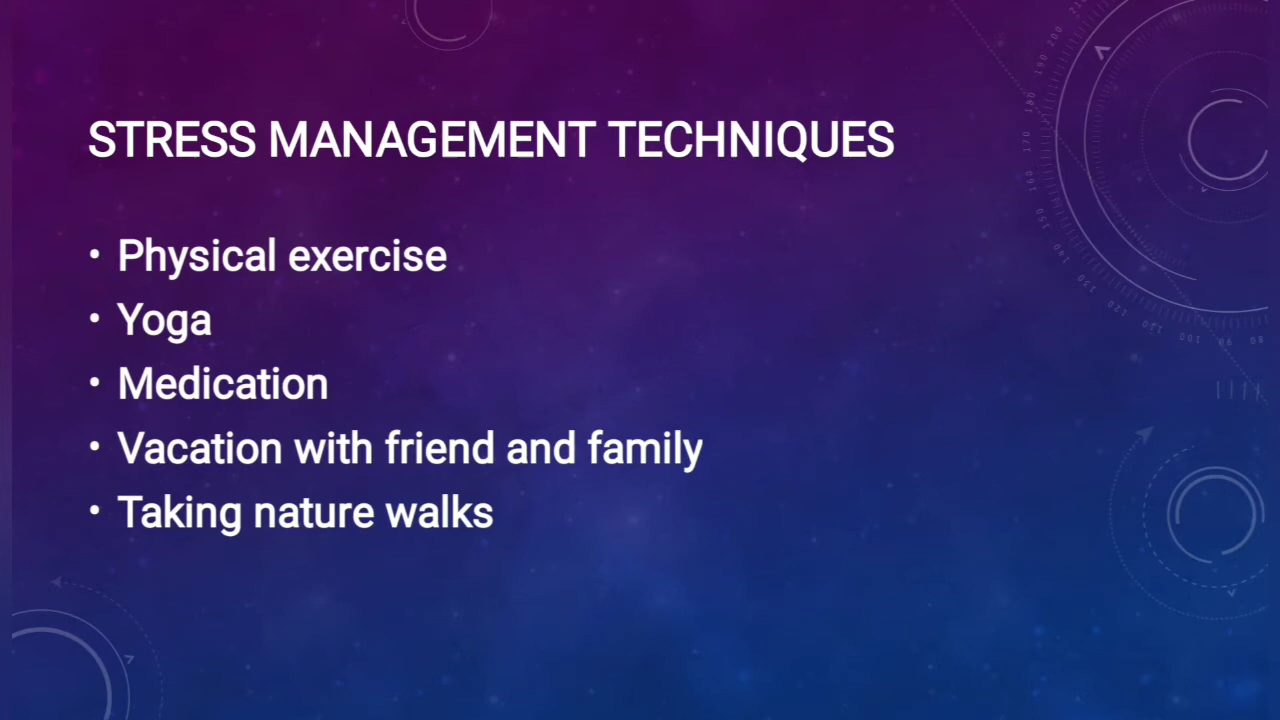 STRESS MANAGEMENT TECHNIQUES
• Physical exercise
• Yoga
• Medication
• Vacation with friend and family
• Taking nature walks